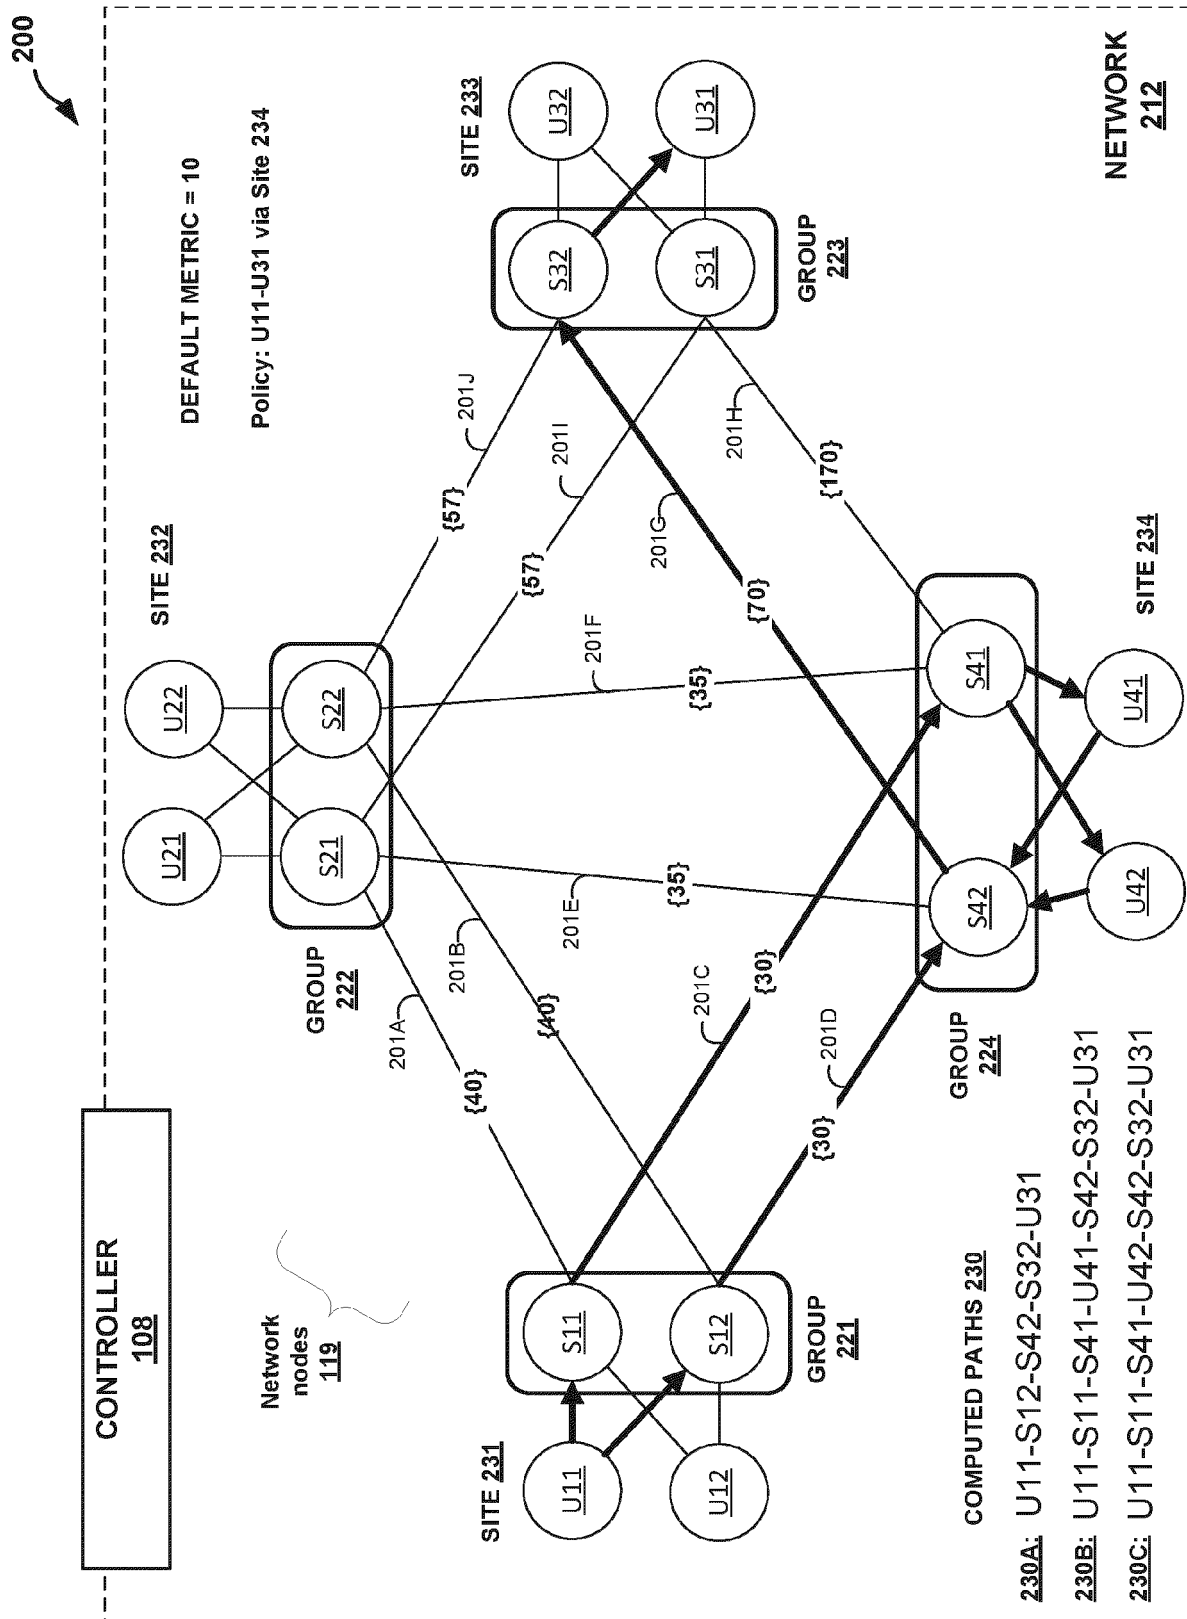 200
CONTROLLER
108
DEFAULT METRIC = 10
Policy: U11-U31 via Site 234
Network
nodes
119
SITE 232
U21
U22
S21
S22
GROUP
222
SITE 231
U11
U12
S11
S12
GROUP
221
SITE 233
S32
U32
S31
U31
GROUP
223
201A
{40}
201B
{40}
201C
{30}
201D
{30}
201E
{35}
201F
{35}
201G
{70}
201H
{170}
201I
{57}
201J
{57}
GROUP
224
S42
S41
U42
U41
SITE 234
NETWORK
212
COMPUTED PATHS 230
230A: U11-S12-S42-S32-U31
230B: U11-S11-S41-U41-S42-S32-U31
230C: U11-S11-S41-U42-S42-S32-U31